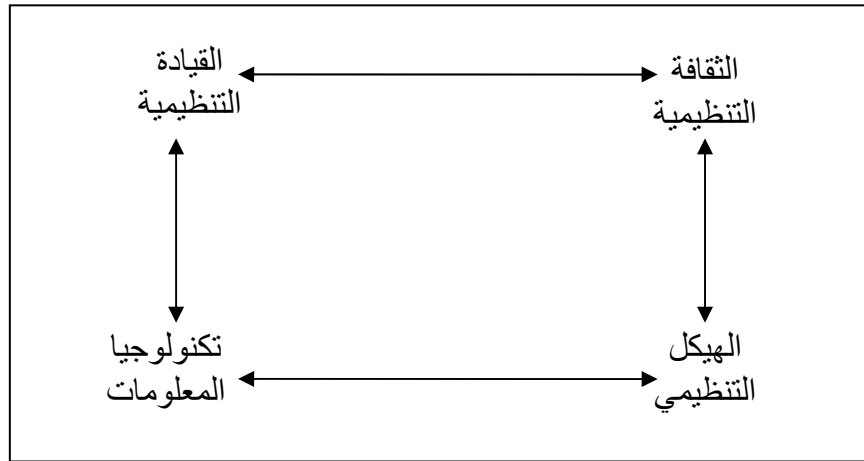 الثقافة
التنظيمية
القيادة
التنظيمية
الهيكل
التنظيمي
تكنولوجيا
المعلومات